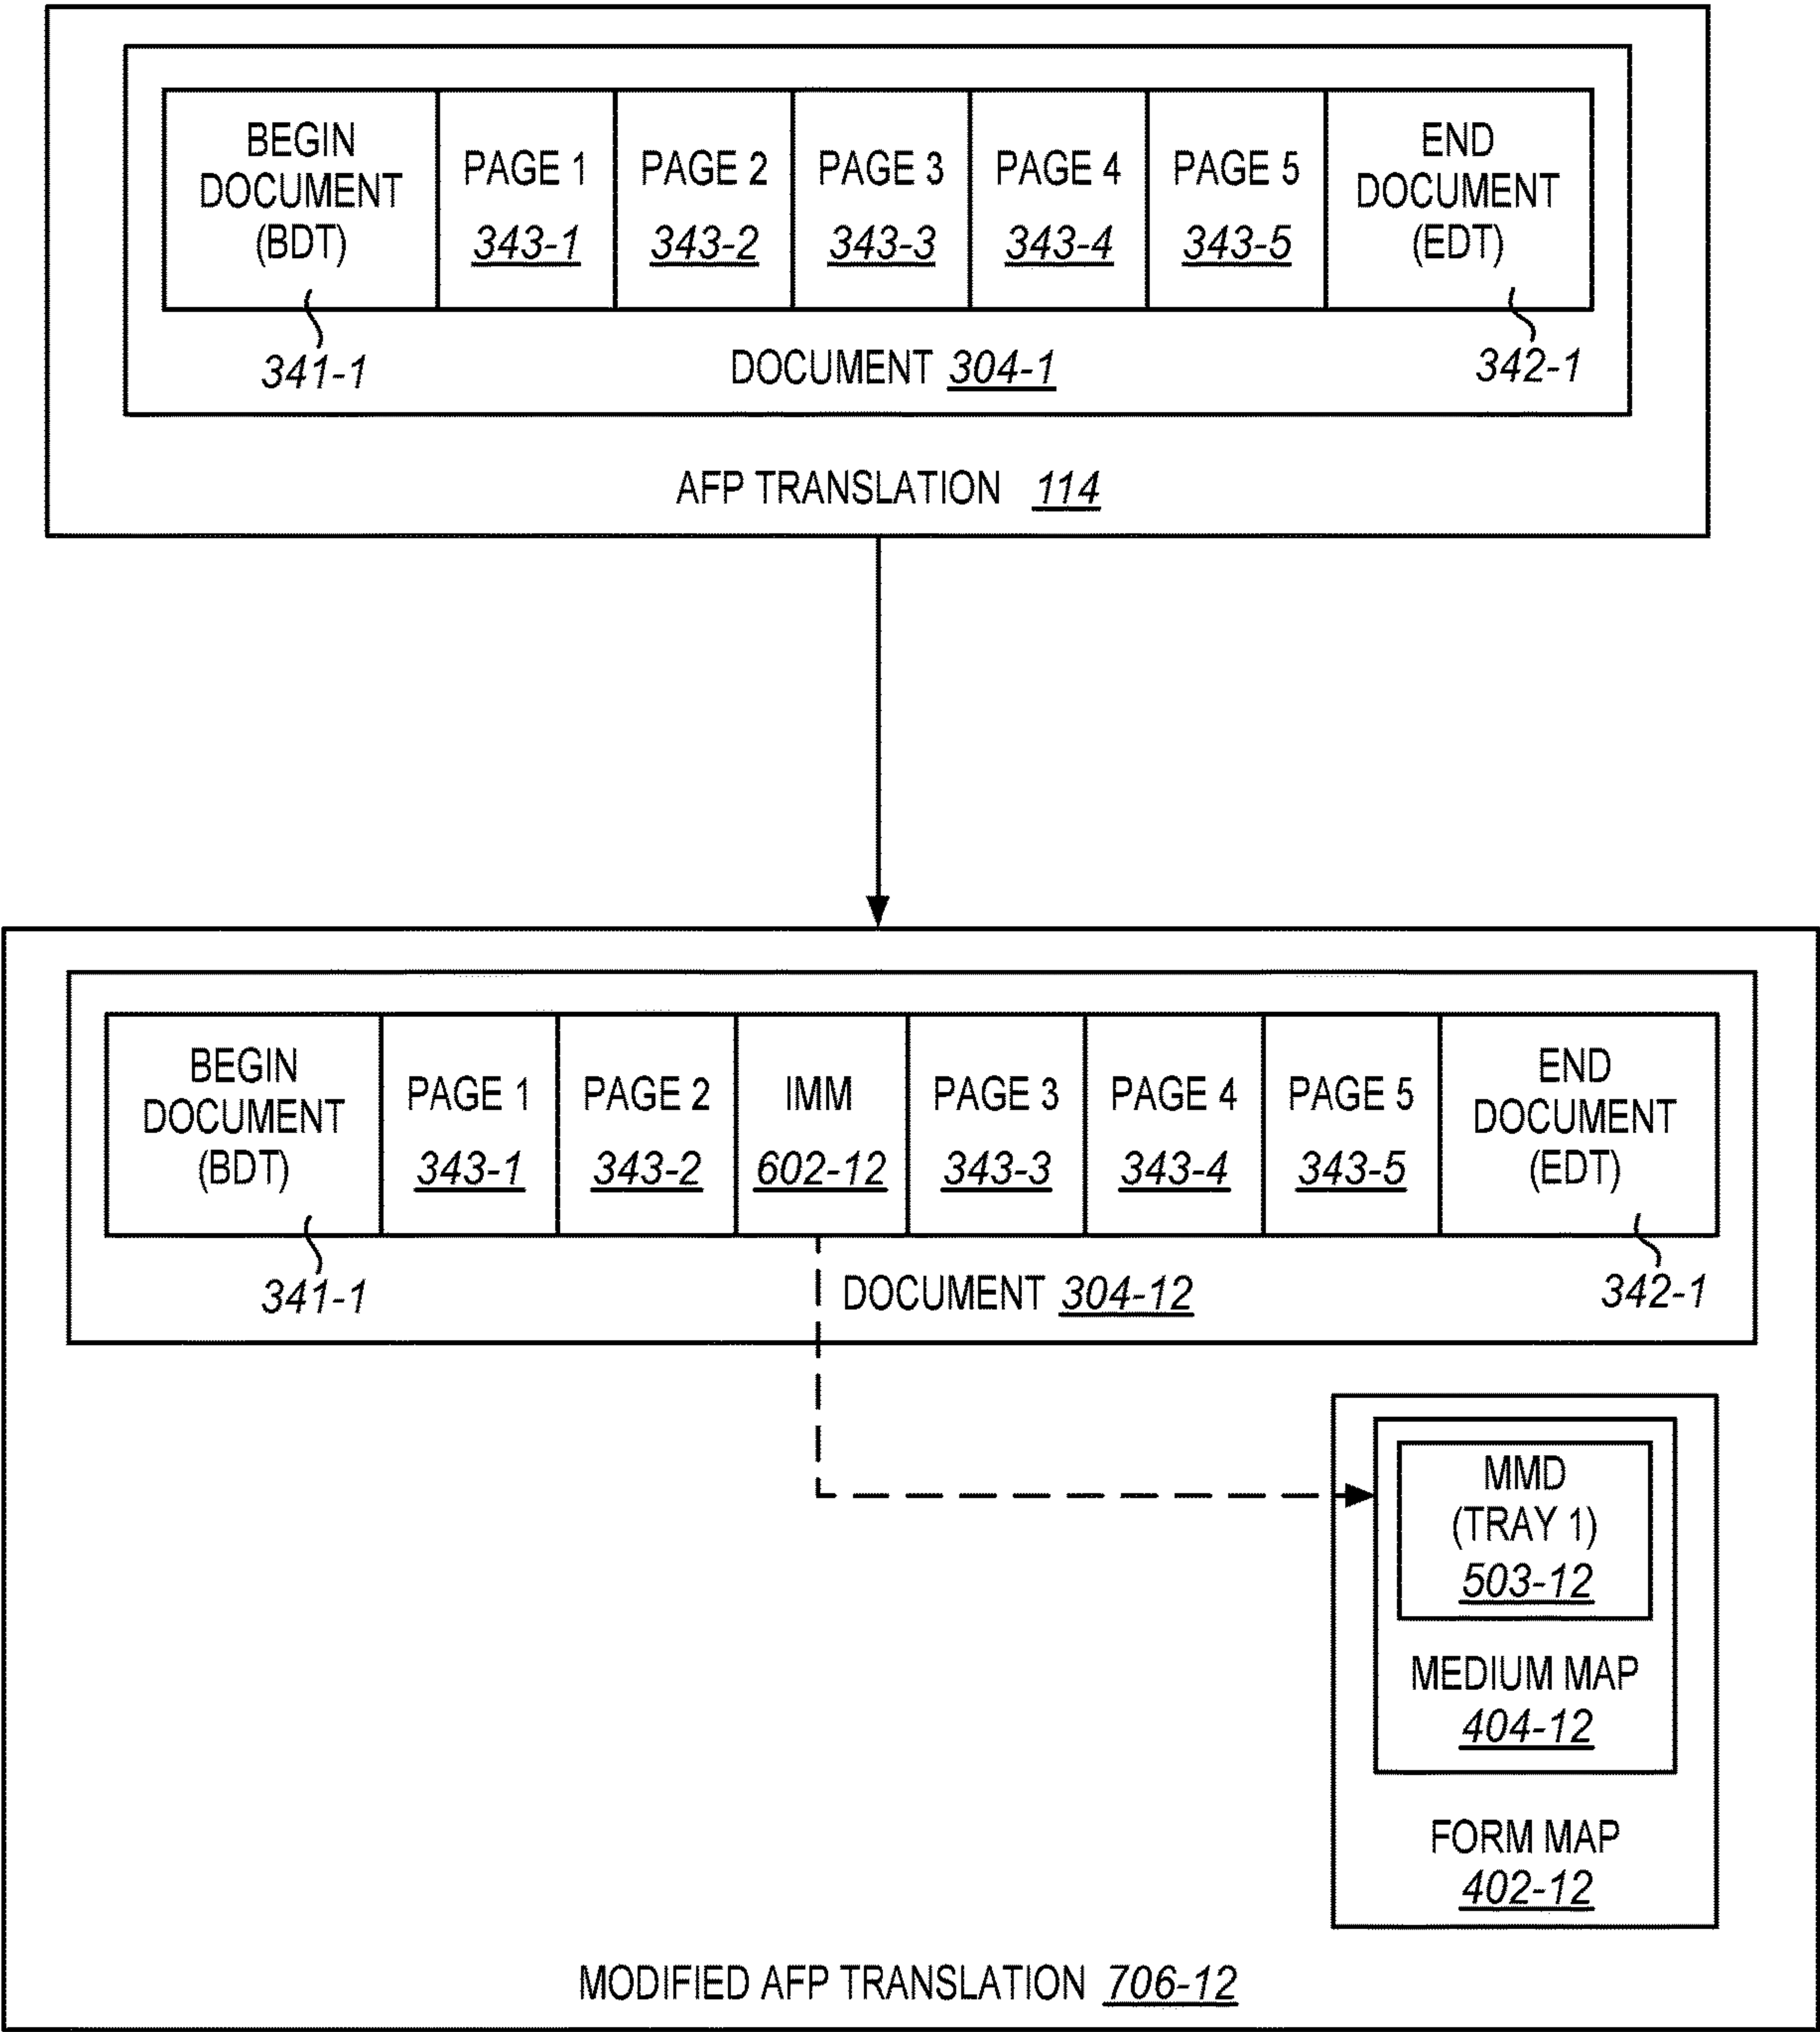 BEGIN
DOCUMENT
(BDT)
PAGE 1
343-1
PAGE 2
343-2
PAGE 3
343-3
PAGE 4
343-4
PAGE 5
343-5
END
DOCUMENT
(EDT)
341-1
DOCUMENT 304-1
342-1
AFP TRANSLATION 114
BEGIN
DOCUMENT
(BDT)
PAGE 1
343-1
PAGE 2
343-2
IMM
602-12
PAGE 3
343-3
PAGE 4
343-4
PAGE 5
343-5
END
DOCUMENT
(EDT)
341-1
DOCUMENT 304-12
342-1
MMD
(TRAY 1)
503-12
MEDIUM MAP
404-12
FORM MAP
402-12
MODIFIED AFP TRANSLATION 706-12